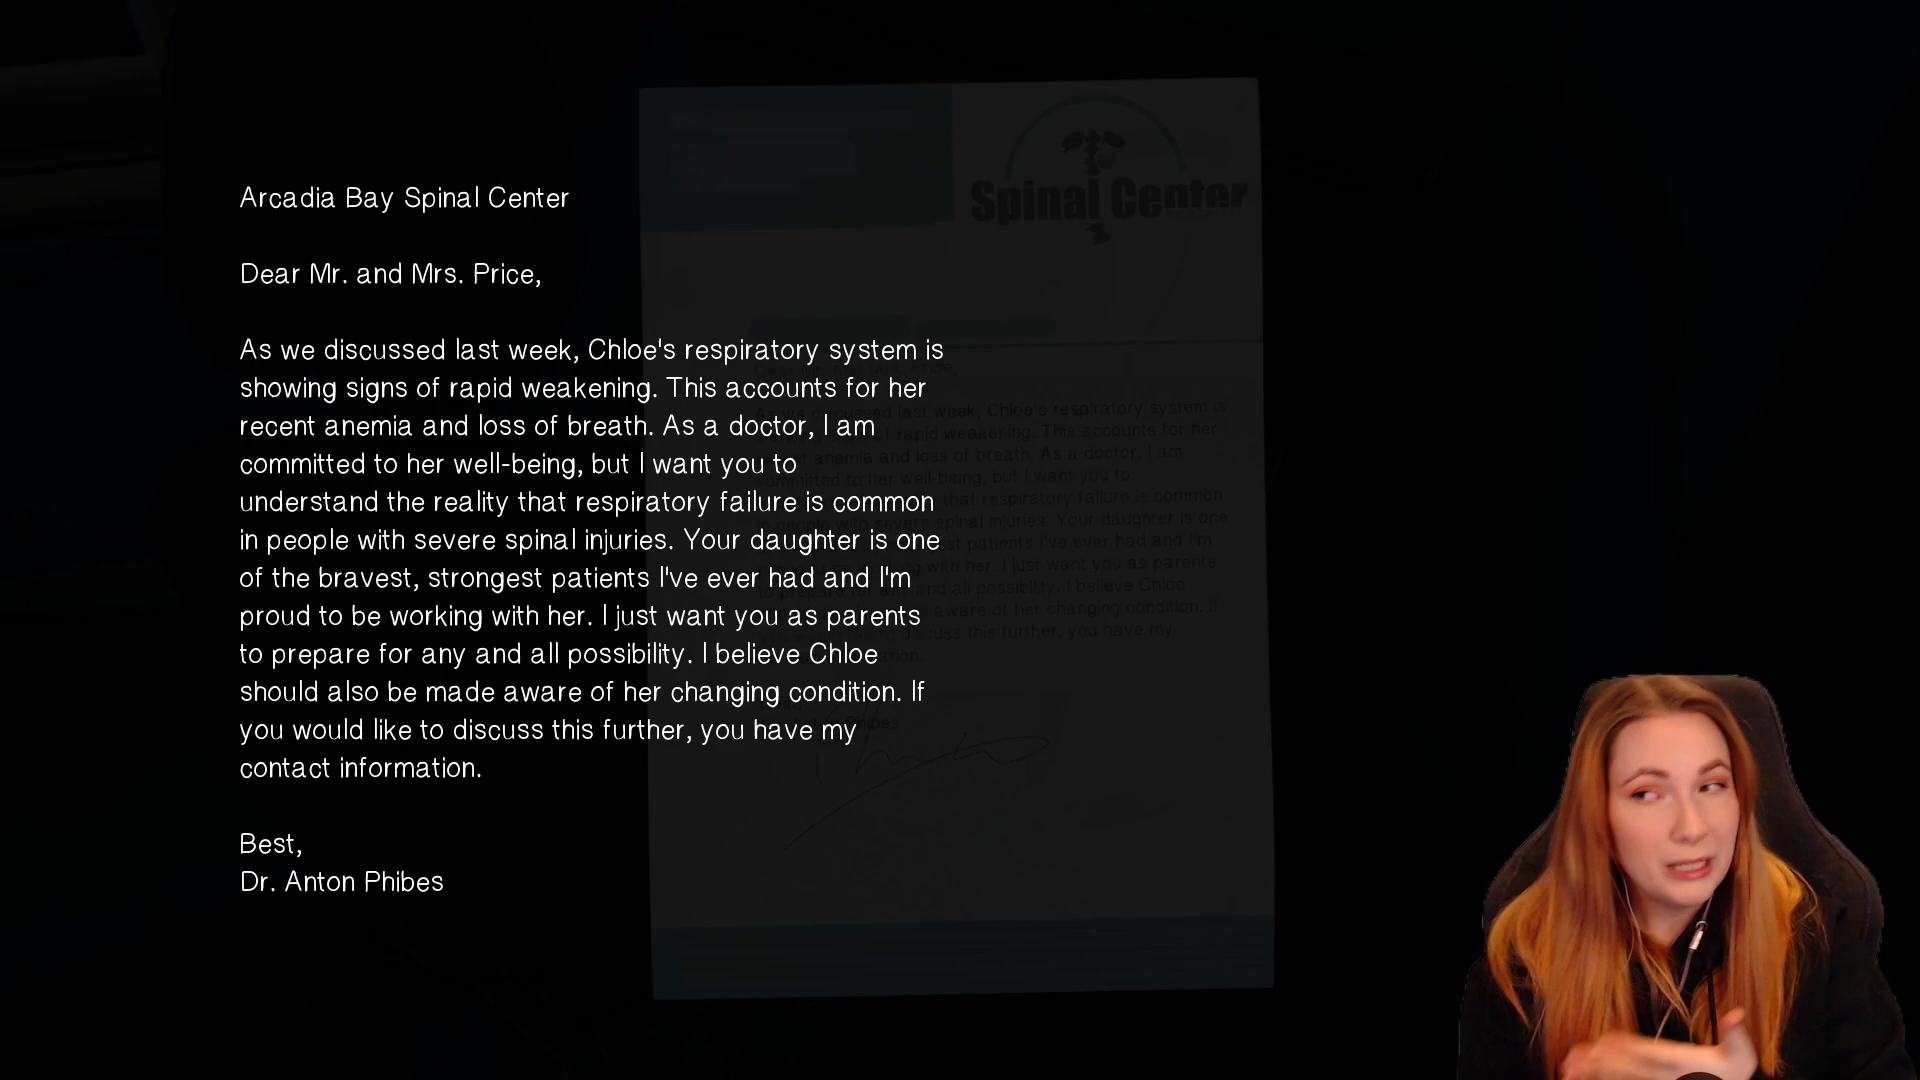 Spinal Center
Arcadia Bay Spinal Center
Dear Mr. and Mrs. Price,
As we discussed last week, Chloe's respiratory system is
showing signs of rapid weakening. This accounts for her
recent anemia and loss of breath. As a doctor, I am
committed to her well-being, but I want you to
understand the reality that respiratory failure is common
in people with severe spinal injuries. Your daughter is one
of the bravest, strongest patients I've ever had and I'm
proud to be working with her. I just want you as parents
to prepare for any and all possibility. I believe Chloe
should also be made aware of her changing condition. If
you would like to discuss this further, you have my
contact information.
Best,
Dr. Anton Phibes